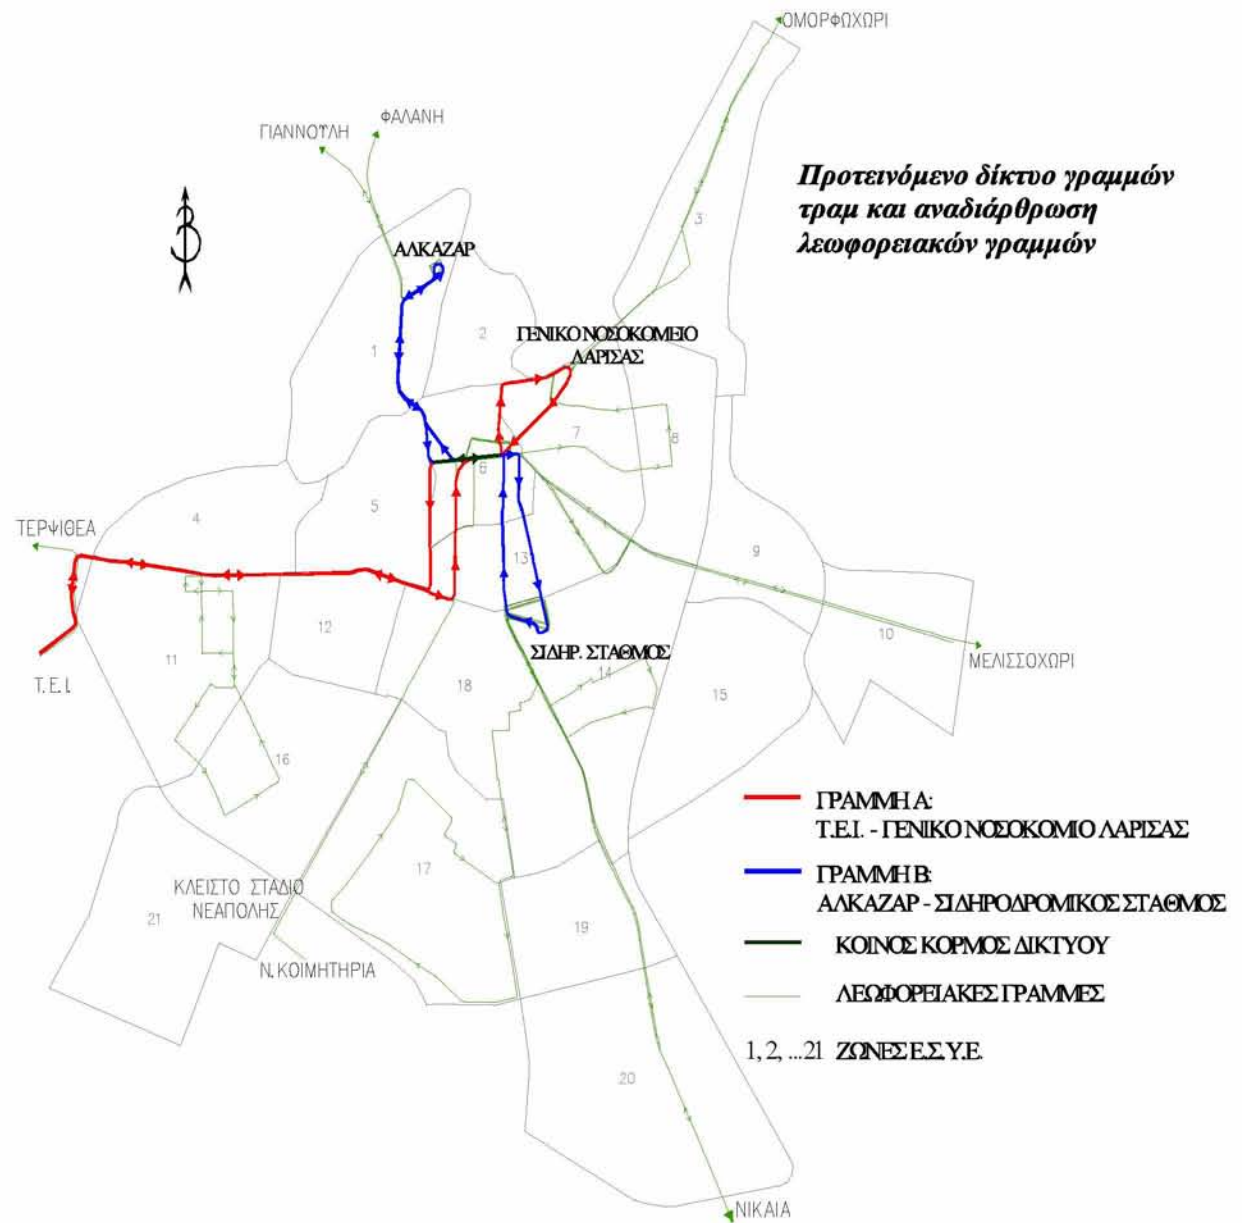 ΟΜΟΡΦΩΧΩΡΙ
ΦΑΛΑΝΗ
ΓΙΑΝΝΟΥΛΗ
Προτεινόμενο δίκτυο γραμμών
τραμ και αναδιάρθρωση
λεωφορειακών γραμμών
3
Β
ΑΛΚΑΖΑΡ
2
ΓΕΝΙΚΟ ΝΟΣΟΚΟΜΕΙΟ
ΛΑΡΙΣΑΣ
1
7
8
6
5
4
ΤΕΡΨΙΘΕΑ
13
9
12
10
11
ΣΙΔΗΡ. ΣΤΑΘΜΟΣ
ΜΕΛΙΣΣΟΧΩΡΙ
Τ.Ε.Ι.
14
18
15
16
ΓΡΑΜΜΗ Α:
Τ.Ε.Ι. - ΓΕΝΙΚΟ ΝΟΣΟΚΟΜΙΟ ΛΑΡΙΣΑΣ
17
ΓΡΑΜΜΗ Β:
ΑΛΚΑΖΑΡ - ΣΙΔΗΡΟΔΡΟΜΙΚΟΣ ΣΤΑΘΜΟΣ
ΚΛΕΙΣΤΟ ΣΤΑΔΙΟ
ΝΕΑΠΟΛΗΣ
21
19
ΚΟΙΝΟΣ ΚΟΡΜΟΣ ΔΙΚΤΥΟΥ
Ν. ΚΟΙΜΗΤΗΡΙΑ
ΛΕΩΦΟΡΕΙΑΚΕΣ ΓΡΑΜΜΕΣ
1, 2, ...21 ΖΩΝΕΣ Ε.Σ.Υ.Ε.
20
ΝΙΚΑΙΑ